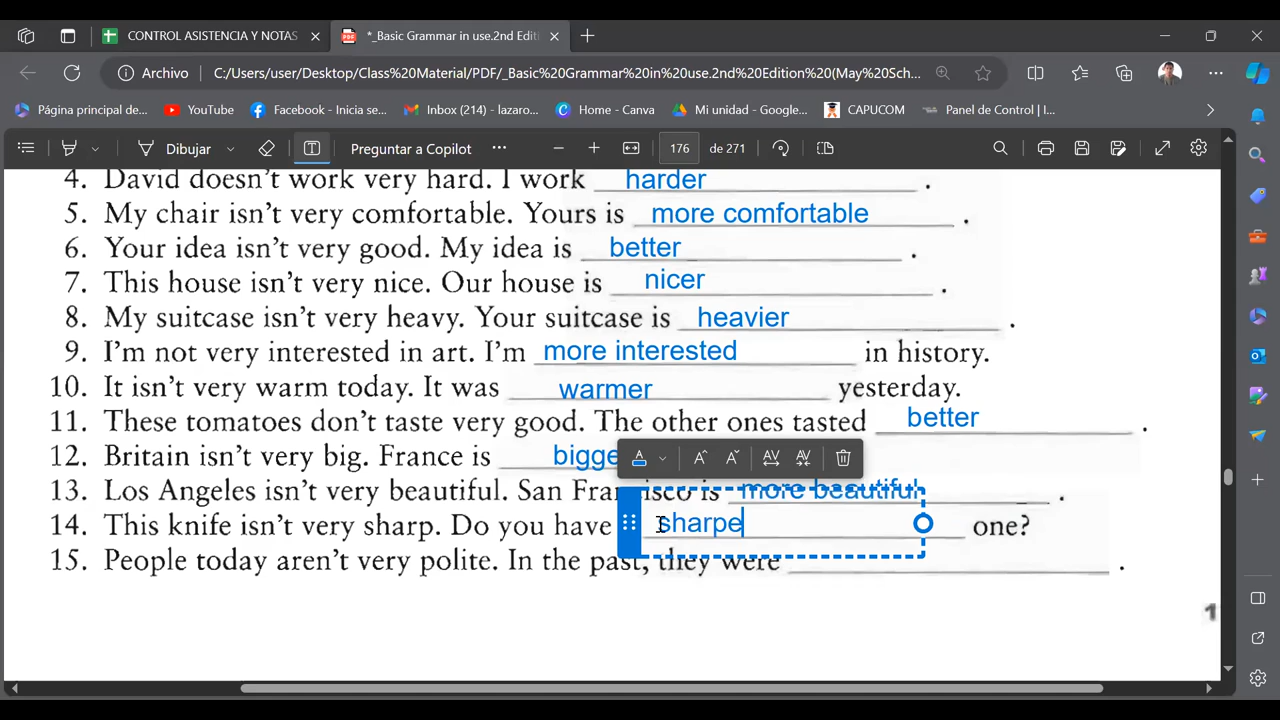 CONTROL ASISTENCIA Y NOTAS
*_Basic Grammar in use.2nd Editi
Archivo C:/Users/user/Desktop/Class%20Material/PDF/_Basic%20Grammar%20in%20use.2nd%20Edition%20(May%20Sch...
Página principal de... YouTube Facebook - Inicia se... Inbox (214) - lazaro... Home - Canva Mi unidad - Google... CAPUCOM Panel de Control | I...
Dibujar Preguntar a Copilot 176 de 271
4. David doesn't work very hard. I work harder .
5. My chair isn't very comfortable. Yours is more comfortable .
6. Your idea isn't very good. My idea is better .
7. This house isn't very nice. Our house is nicer .
8. My suitcase isn't very heavy. Your suitcase is heavier .
9. I'm not very interested in art. I'm more interested in history.
10. It isn't very warm today. It was warmer yesterday.
11. These tomatoes don't taste very good. The other ones tasted better .
12. Britain isn't very big. France is bigge
13. Los Angeles isn't very beautiful. San Francisco is more beautiful .
14. This knife isn't very sharp. Do you have sharpe one?
15. People today aren't very polite. In the past, they were .
1